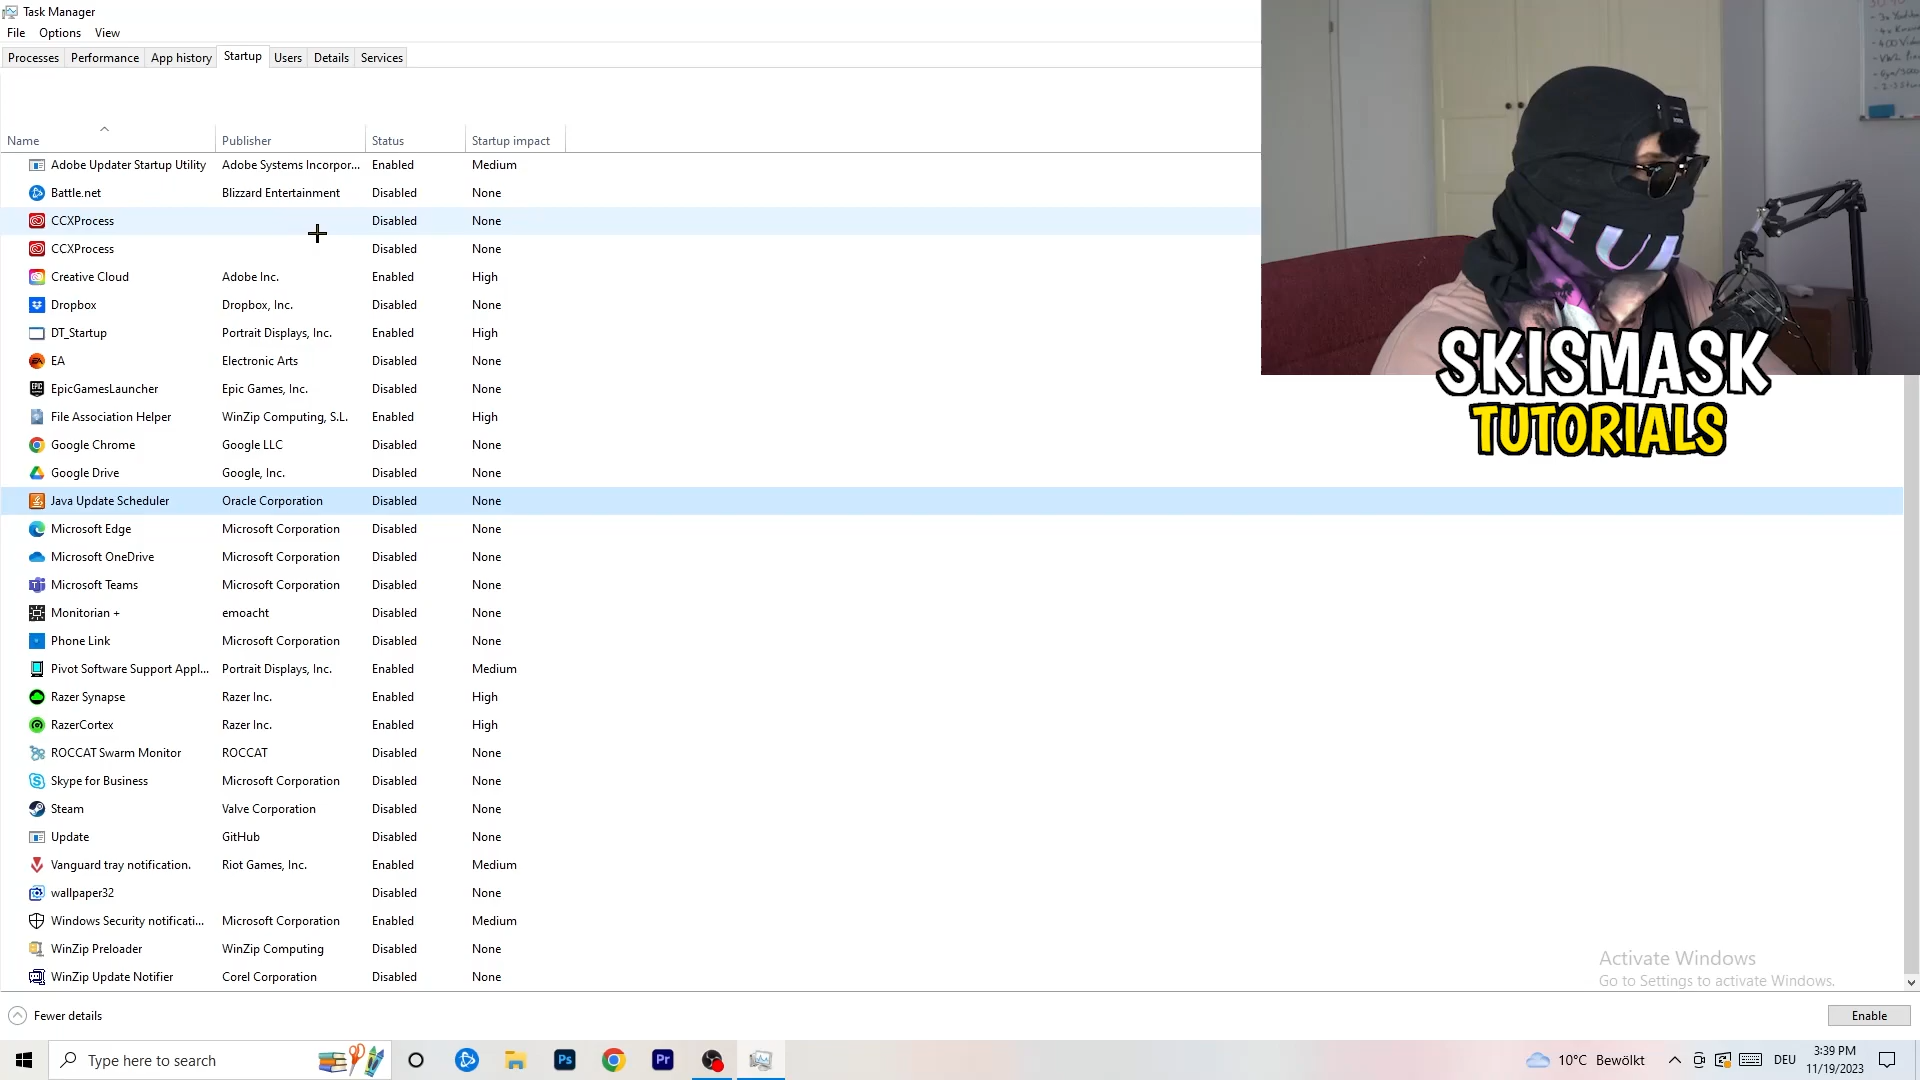 Task Manager
File Options View
Processes Performance App history Startup Users Details Services
Name Publisher Status Startup impact
Adobe Updater Startup Utility Adobe Systems Incorpor... Enabled Medium
Battle.net Blizzard Entertainment Disabled None
CCXProcess Disabled None
CCXProcess Disabled None
Creative Cloud Adobe Inc. Enabled High
Dropbox Dropbox, Inc. Disabled None
DT_Startup Portrait Displays, Inc. Enabled High
EA Electronic Arts Disabled None
EpicGamesLauncher Epic Games, Inc. Disabled None
File Association Helper WinZip Computing, S.L. Enabled High
Google Chrome Google LLC Disabled None
Google Drive Google, Inc. Disabled None
Java Update Scheduler Oracle Corporation Disabled None
Microsoft Edge Microsoft Corporation Disabled None
Microsoft OneDrive Microsoft Corporation Disabled None
Microsoft Teams Microsoft Corporation Disabled None
Monitorian + emoacht Disabled None
Phone Link Microsoft Corporation Disabled None
Pivot Software Support Appl... Portrait Displays, Inc. Enabled Medium
Razer Synapse Razer Inc. Enabled High
RazerCortex Razer Inc. Enabled High
ROCCAT Swarm Monitor ROCCAT Disabled None
Skype for Business Microsoft Corporation Disabled None
Steam Valve Corporation Disabled None
Update GitHub Disabled None
Vanguard tray notification. Riot Games, Inc. Enabled Medium
wallpaper32 Disabled None
Windows Security notificati... Microsoft Corporation Enabled Medium
WinZip Preloader WinZip Computing Disabled None
WinZip Update Notifier Corel Corporation Disabled None
SKISMASK
TUTORIALS
Activate Windows
Go to Settings to activate Windows.
Fewer details Enable
Type here to search Ps Pr 10°C Bewölkt DEU 3:39 PM
11/19/2023